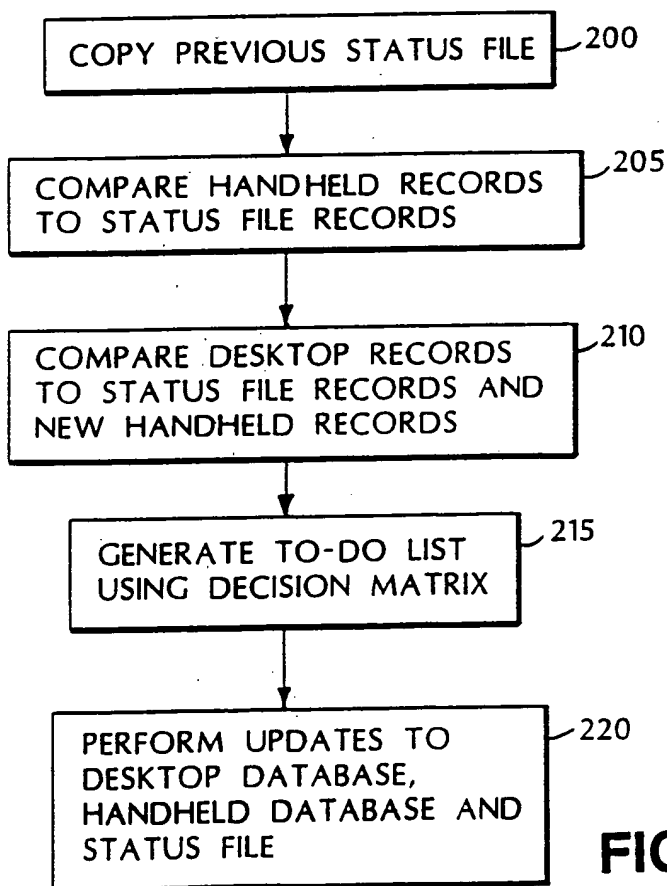 COPY PREVIOUS STATUS FILE
200
COMPARE HANDHELD RECORDS
TO STATUS FILE RECORDS
205
COMPARE DESKTOP RECORDS
TO STATUS FILE RECORDS AND
NEW HANDHELD RECORDS
210
GENERATE TO-DO LIST
USING DECISION MATRIX
215
PERFORM UPDATES TO
DESKTOP DATABASE,
HANDHELD DATABASE AND
STATUS FILE
220
FIG